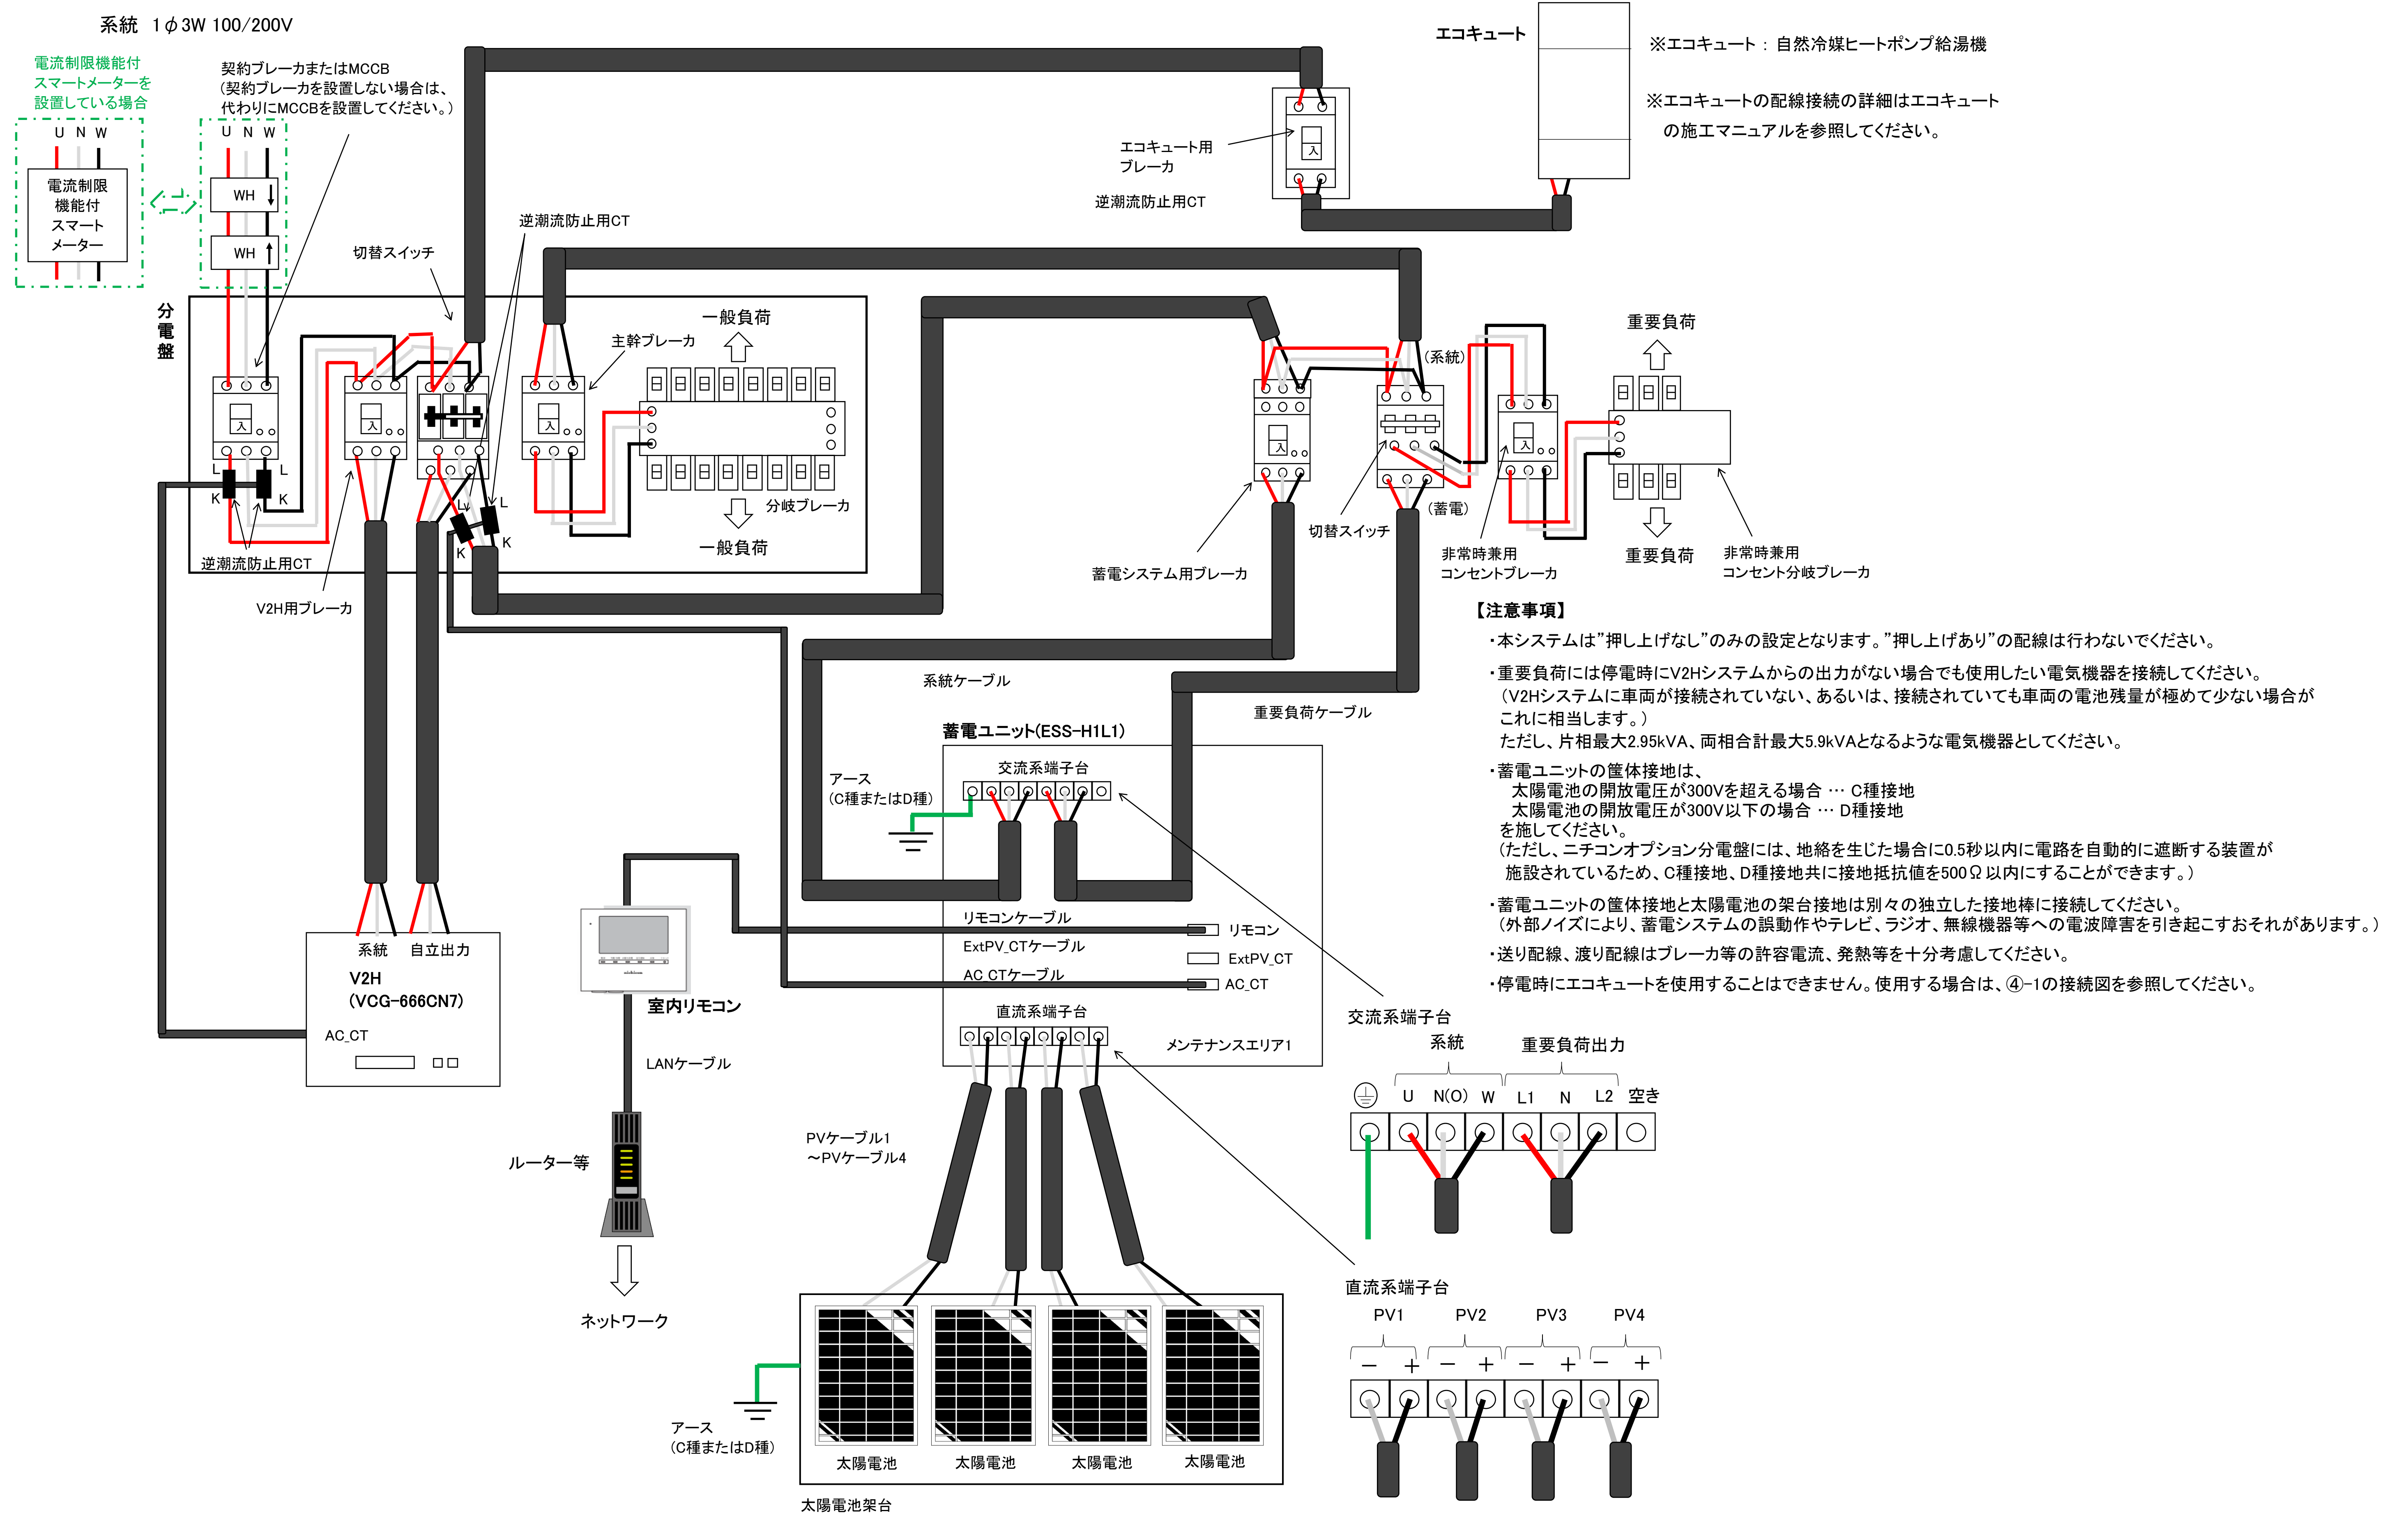 系統 1φ3W 100/200V
電流制限機能付
スマートメーターを
設置している場合
U N W
電流制限
機能付
スマート
メーター
契約ブレーカまたはMCCB
(契約ブレーカを設置しない場合は、
代わりにMCCBを設置してください。)
U N W
WH
WH
エコキュート
※エコキュート : 自然冷媒ヒートポンプ給湯機
※エコキュートの配線接続の詳細はエコキュート
の施工マニュアルを参照してください。
エコキュート用
ブレーカ
入
逆潮流防止用CT
逆潮流防止用CT
切替スイッチ
分電盤
主幹ブレーカ
一般負荷
入
入
入
L
K
L
K
L
K
L
K
分岐ブレーカ
一般負荷
逆潮流防止用CT
V2H用ブレーカ
(系統)
重要負荷
入
入
切替スイッチ
(蓄電)
蓄電システム用ブレーカ
非常時兼用
コンセントブレーカ
重要負荷
非常時兼用
コンセント分岐ブレーカ
【注意事項】
・本システムは”押し上げなし”のみの設定となります。”押し上げあり”の配線は行わないでください。
・重要負荷には停電時にV2Hシステムからの出力がない場合でも使用したい電気機器を接続してください。
(V2Hシステムに車両が接続されていない、あるいは、接続されていても車両の電池残量が極めて少ない場合が
これに相当します。)
ただし、片相最大2.95kVA、両相合計最大5.9kVAとなるような電気機器としてください。
・蓄電ユニットの筐体接地は、
太陽電池の開放電圧が300Vを超える場合 … C種接地
太陽電池の開放電圧が300V以下の場合 … D種接地
を施してください。
(ただし、ニチコンオプション分電盤には、地絡を生じた場合に0.5秒以内に電路を自動的に遮断する装置が
施設されているため、C種接地、D種接地共に接地抵抗値を500Ω以内にすることができます。)
・蓄電ユニットの筐体接地と太陽電池の架台接地は別々の独立した接地棒に接続してください。
(外部ノイズにより、蓄電システムの誤動作やテレビ、ラジオ、無線機器等への電波障害を引き起こすおそれがあります。)
・送り配線、渡り配線はブレーカ等の許容電流、発熱等を十分考慮してください。
・停電時にエコキュートを使用することはできません。使用する場合は、④-1の接続図を参照してください。
系統ケーブル
重要負荷ケーブル
蓄電ユニット(ESS-H1L1)
アース
(C種またはD種)
交流系端子台
リモコンケーブル
リモコン
ExtPV_CTケーブル
ExtPV_CT
AC_CTケーブル
AC_CT
直流系端子台
メンテナンスエリア1
系統 自立出力
V2H
(VCG-666CN7)
AC_CT
室内リモコン
LANケーブル
ルーター等
ネットワーク
PVケーブル1
～PVケーブル4
アース
(C種またはD種)
太陽電池 太陽電池 太陽電池 太陽電池
太陽電池架台
交流系端子台
系統 重要負荷出力
U N(O) W L1 N L2 空き
直流系端子台
PV1 PV2 PV3 PV4
− + − + − + − +